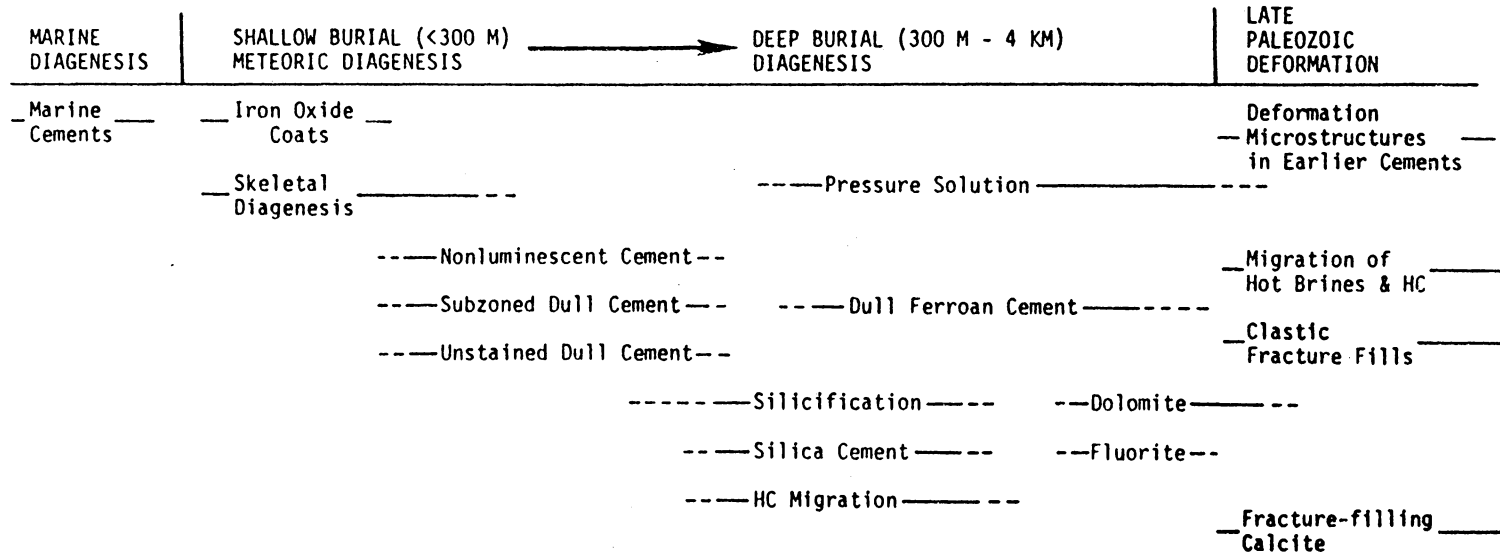 MARINE
DIAGENESIS
SHALLOW BURIAL (<300 M)
METEORIC DIAGENESIS
DEEP BURIAL (300 M - 4 KM)
DIAGENESIS
LATE
PALEOZOIC
DEFORMATION
Marine
Cements
Iron Oxide
Coats
Deformation
Microstructures
in Earlier Cements
Skeletal
Diagenesis
Pressure Solution
Nonluminescent Cement
Migration of
Hot Brines & HC
Subzoned Dull Cement
Dull Ferroan Cement
Clastic
Fracture Fills
Unstained Dull Cement
Silicification
Dolomite
Silica Cement
Fluorite
HC Migration
Fracture-filling
Calcite